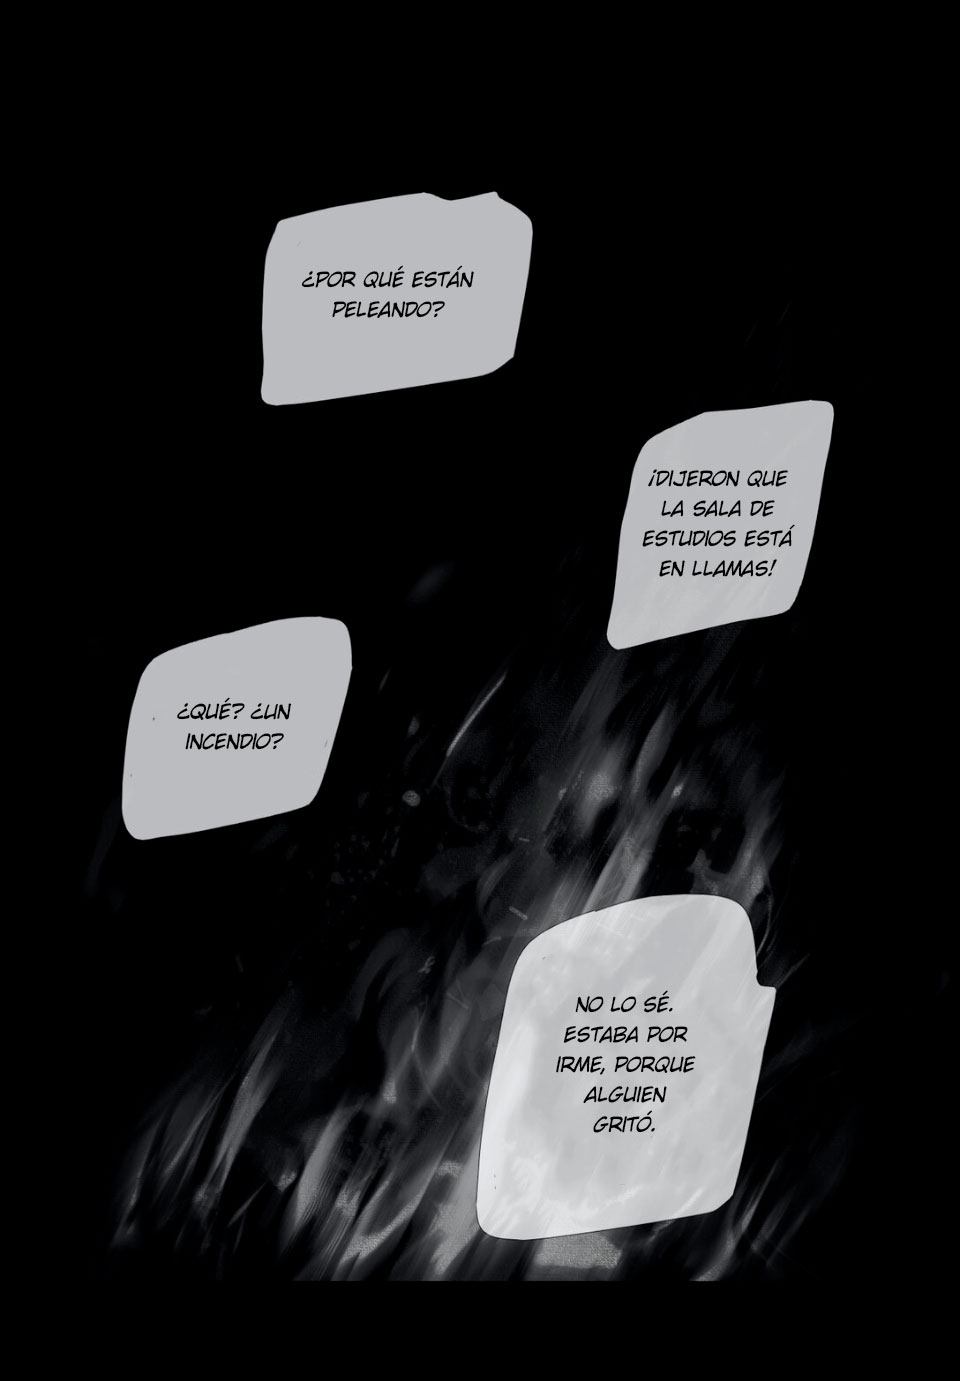 ¿POR QUÉ ESTÁN
PELEANDO?
¡DIJERON QUE
LA SALA DE
ESTUDIOS ESTÁ
EN LLAMAS!
¿QUÉ? ¿UN
INCENDIO?
NO LO SÉ.
ESTABA POR
IRME, PORQUE
ALGUIEN
GRITÓ.